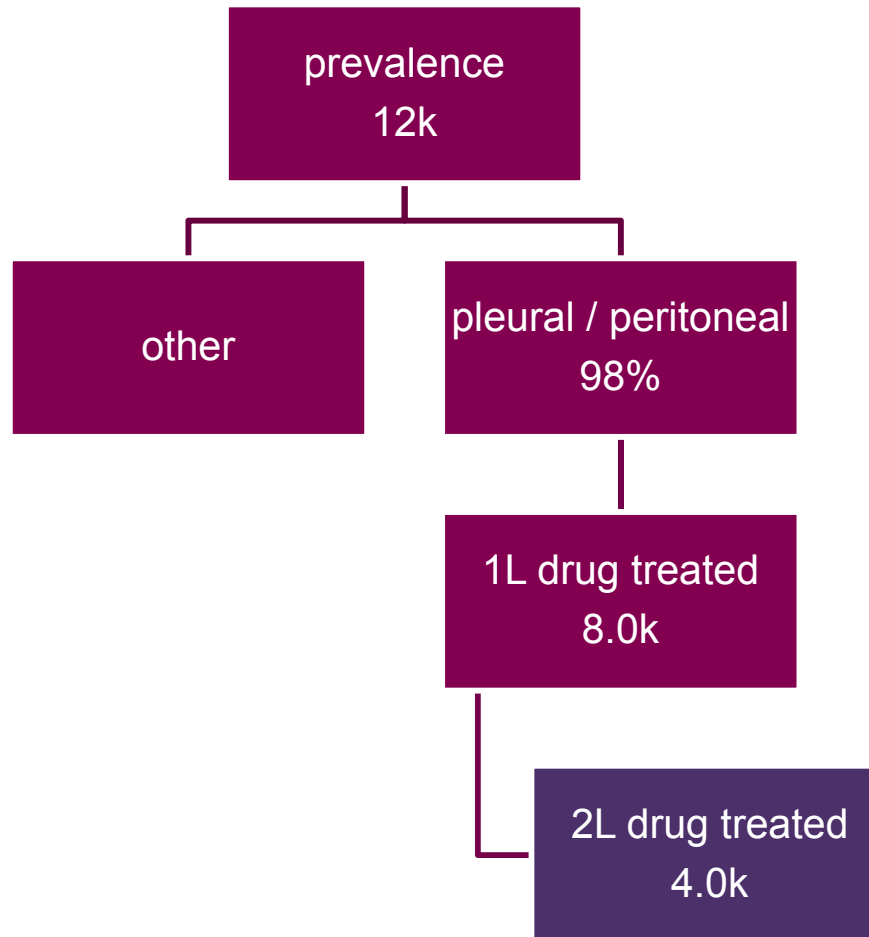 prevalence
12k
other
pleural / peritoneal
98%
1L drug treated
8.0k
2L drug treated
4.0k